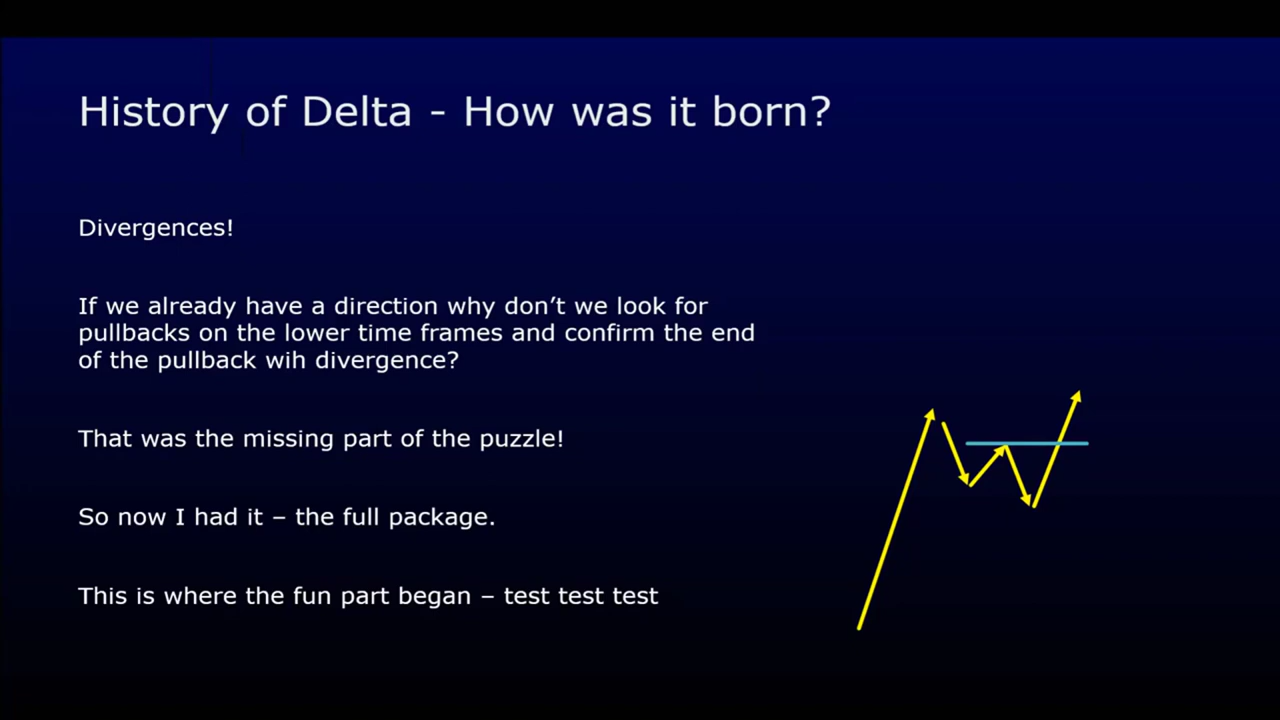 History of Delta - How was it born?
Divergences!
If we already have a direction why don’t we look for
pullbacks on the lower time frames and confirm the end
of the pullback wih divergence?
That was the missing part of the puzzle!
So now I had it – the full package.
This is where the fun part began – test test test